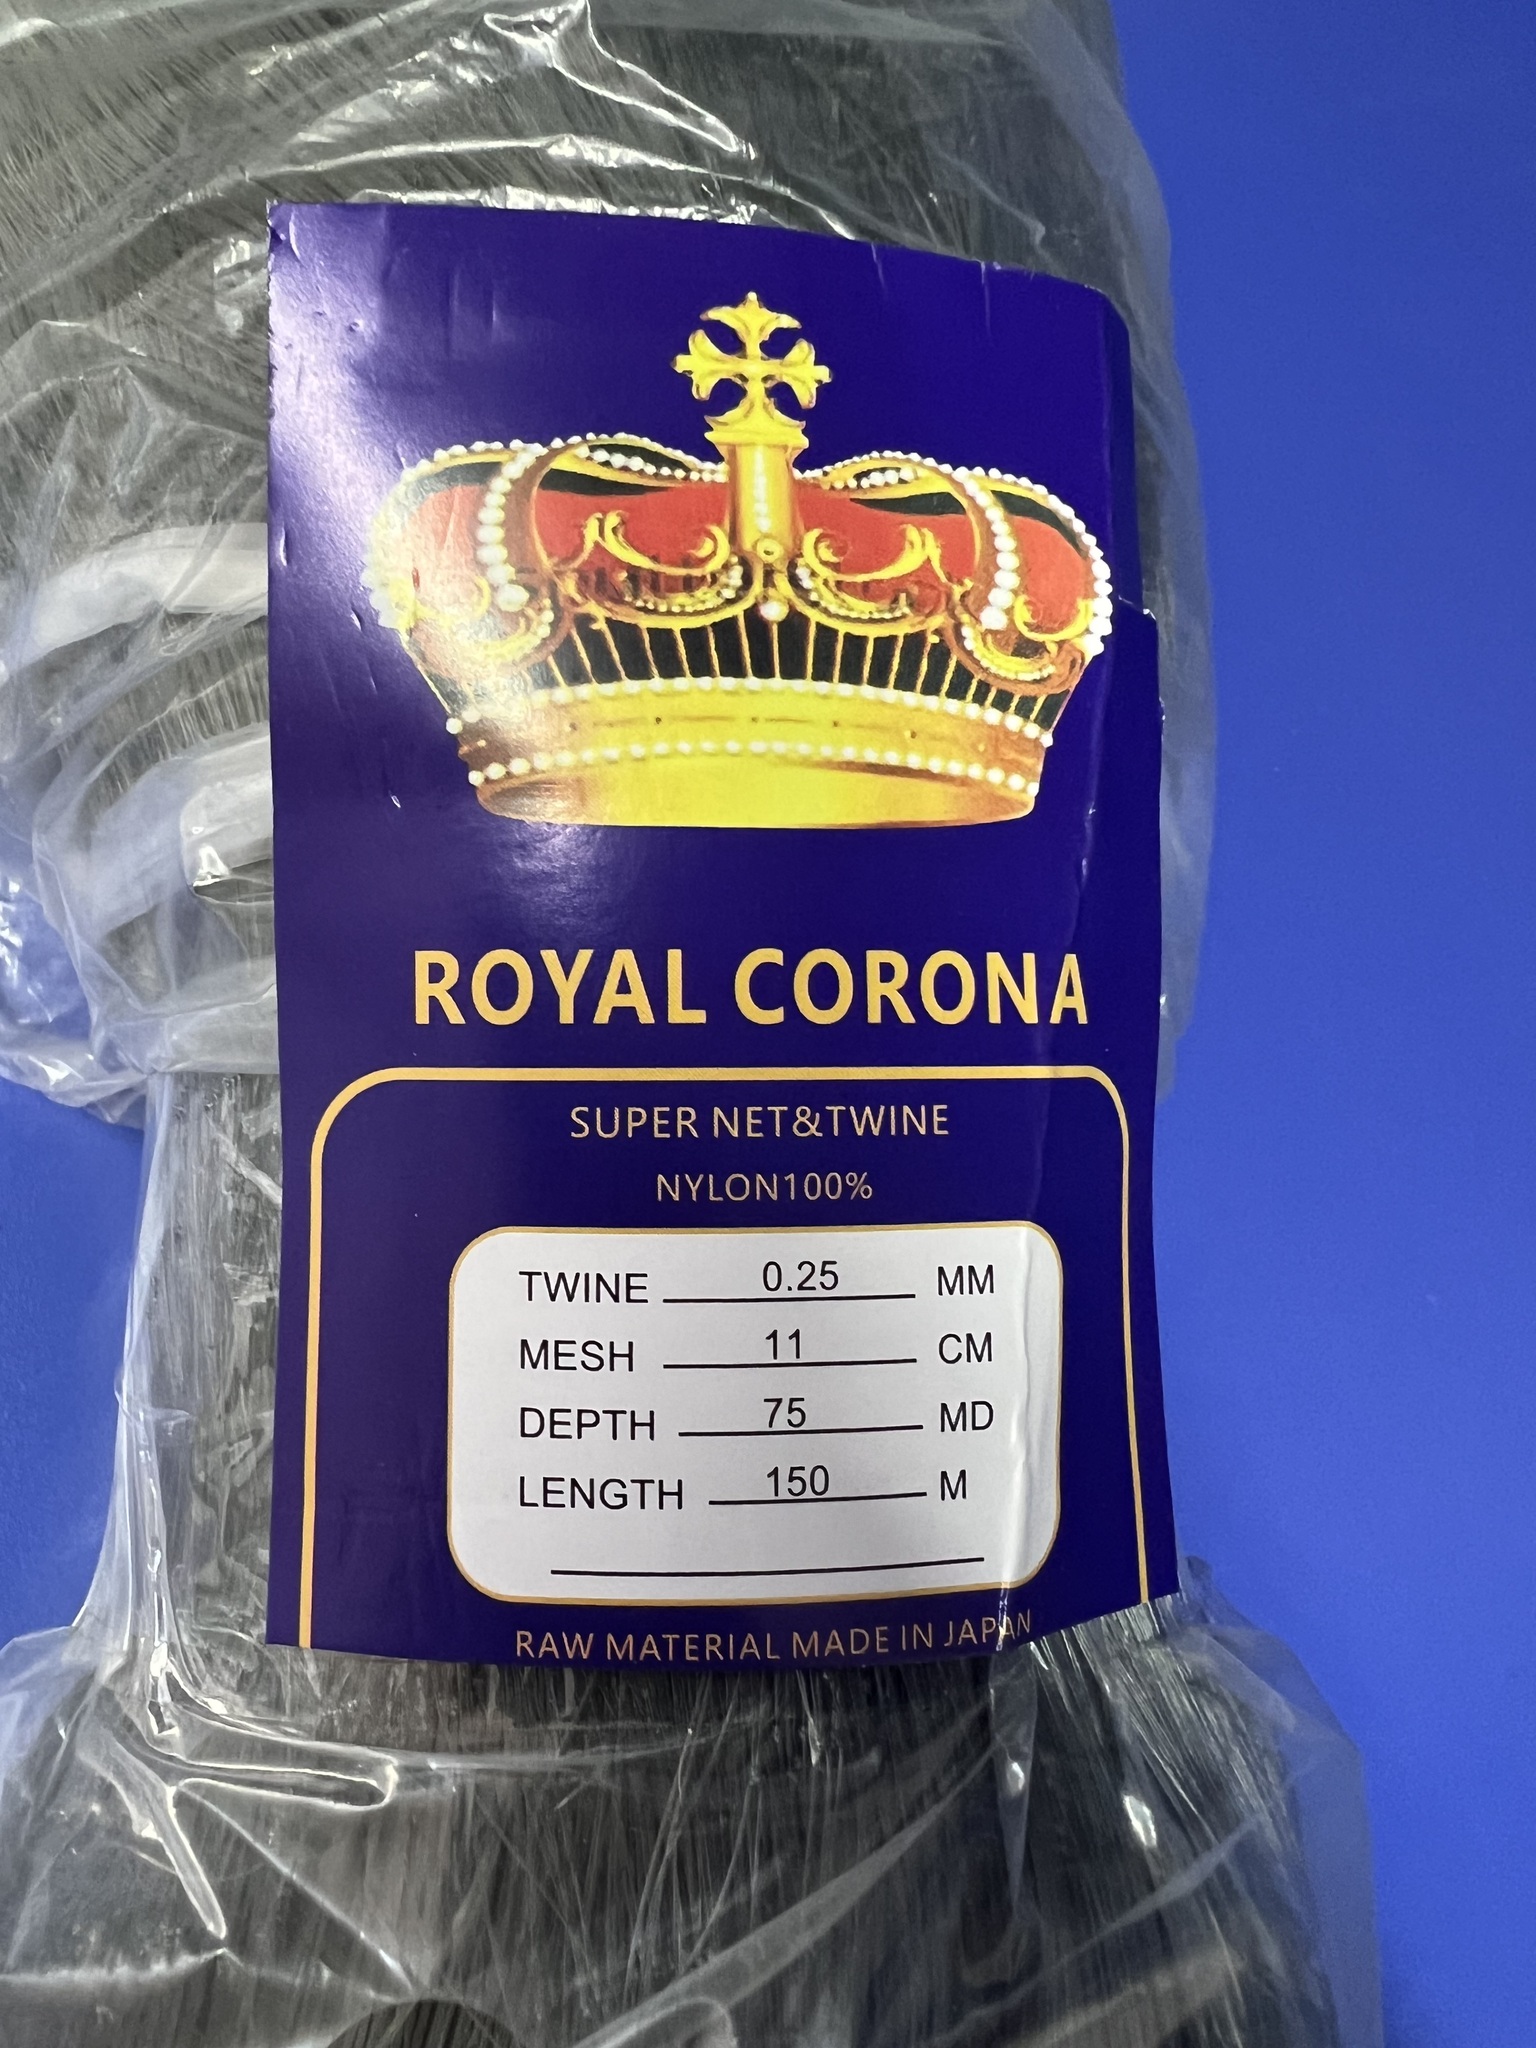 ROYAL CORONA
SUPER NET&TWINE
NYLON100%
TWINE 0.25 MM
MESH 11 CM
DEPTH 75 MD
LENGTH 150 M
RAW MATERIAL MADE IN JAPAN